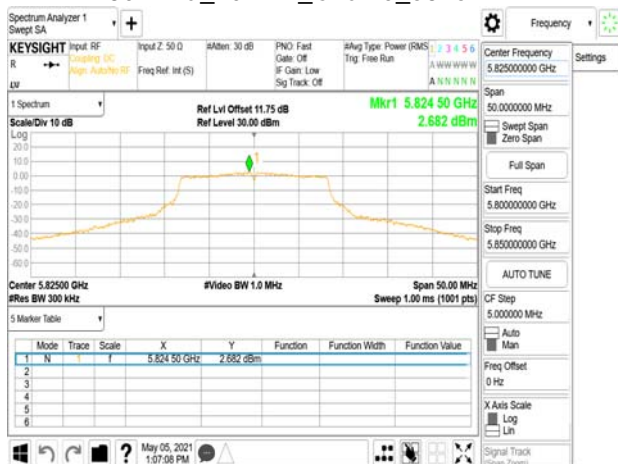 Spectrum Analyzer 1
Swept SA
Frequency
Settings
KEYSIGHT
R
Input: RF
Coupling: DC
Align: Auto/No RF
Input Z: 50 Ω
Freq Ref: Int (S)
#Atten: 30 dB
PNO: Fast
Gate: Off
IF Gain: Low
Sig Track: Off
#Avg Type: Power (RMS
Trig: Free Run
1 2 3 4 5 6
A W W W W W
A N N N N N
1 Spectrum
Scale/Div 10 dB
Log
Ref Lvl Offset 11.75 dB
Ref Level 30.00 dBm
Mkr1 5.824 50 GHz
2.682 dBm
20.0
10.0
0.00
-10.0
-20.0
-30.0
-40.0
-50.0
-60.0
1
Center 5.82500 GHz
#Res BW 300 kHz
#Video BW 1.0 MHz
Span 50.00 MHz
Sweep 1.00 ms (1001 pts)
5 Marker Table
Mode Trace Scale X Y Function Function Width Function Value
1 N 1 f 5.824 50 GHz 2.682 dBm
2
3
4
5
6
May 05, 2021
1:07:08 PM
Center Frequency
5.825000000 GHz
Span
50.0000000 MHz
Swept Span
Zero Span
Full Span
Start Freq
5.800000000 GHz
Stop Freq
5.850000000 GHz
AUTO TUNE
CF Step
5.000000 MHz
Auto
Man
Freq Offset
0 Hz
X Axis Scale
Log
Lin
Signal Track
(Span Zoom)